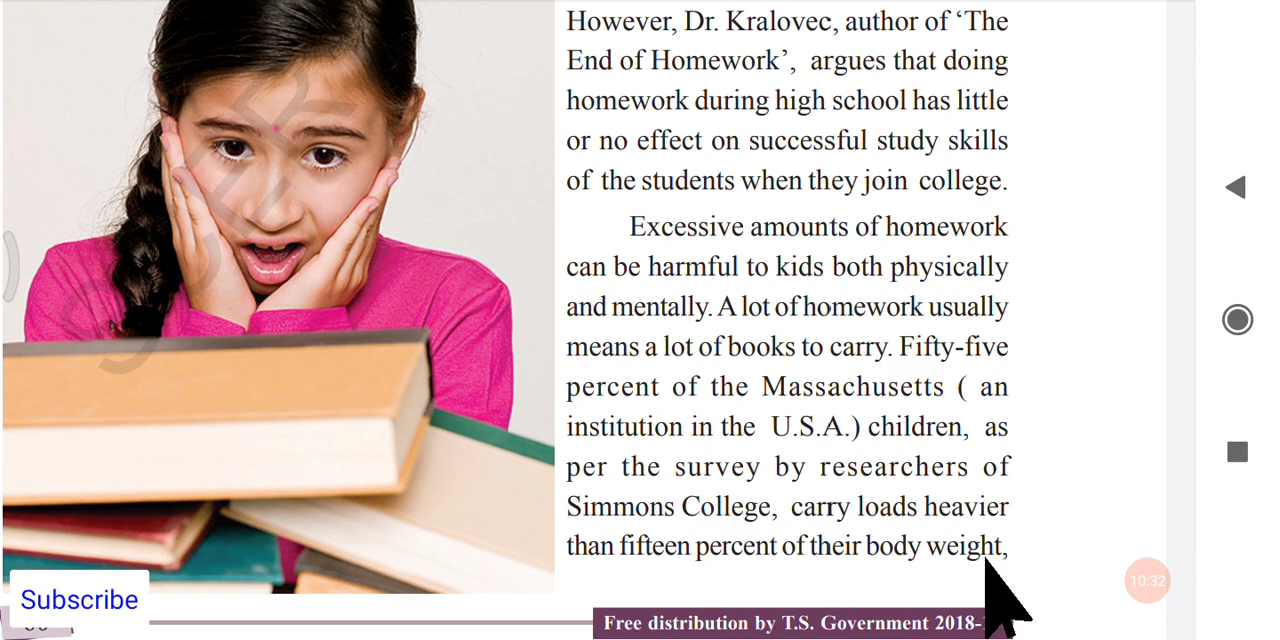 However, Dr. Kralovec, author of ‘The
End of Homework’, argues that doing
homework during high school has little
or no effect on successful study skills
of the students when they join college.
Excessive amounts of homework
can be harmful to kids both physically
and mentally. A lot of homework usually
means a lot of books to carry. Fifty-five
percent of the Massachusetts ( an
institution in the U.S.A.) children, as
per the survey by researchers of
Simmons College, carry loads heavier
than fifteen percent of their body weight,
10:32
Subscribe
Free distribution by T.S. Government 2018-